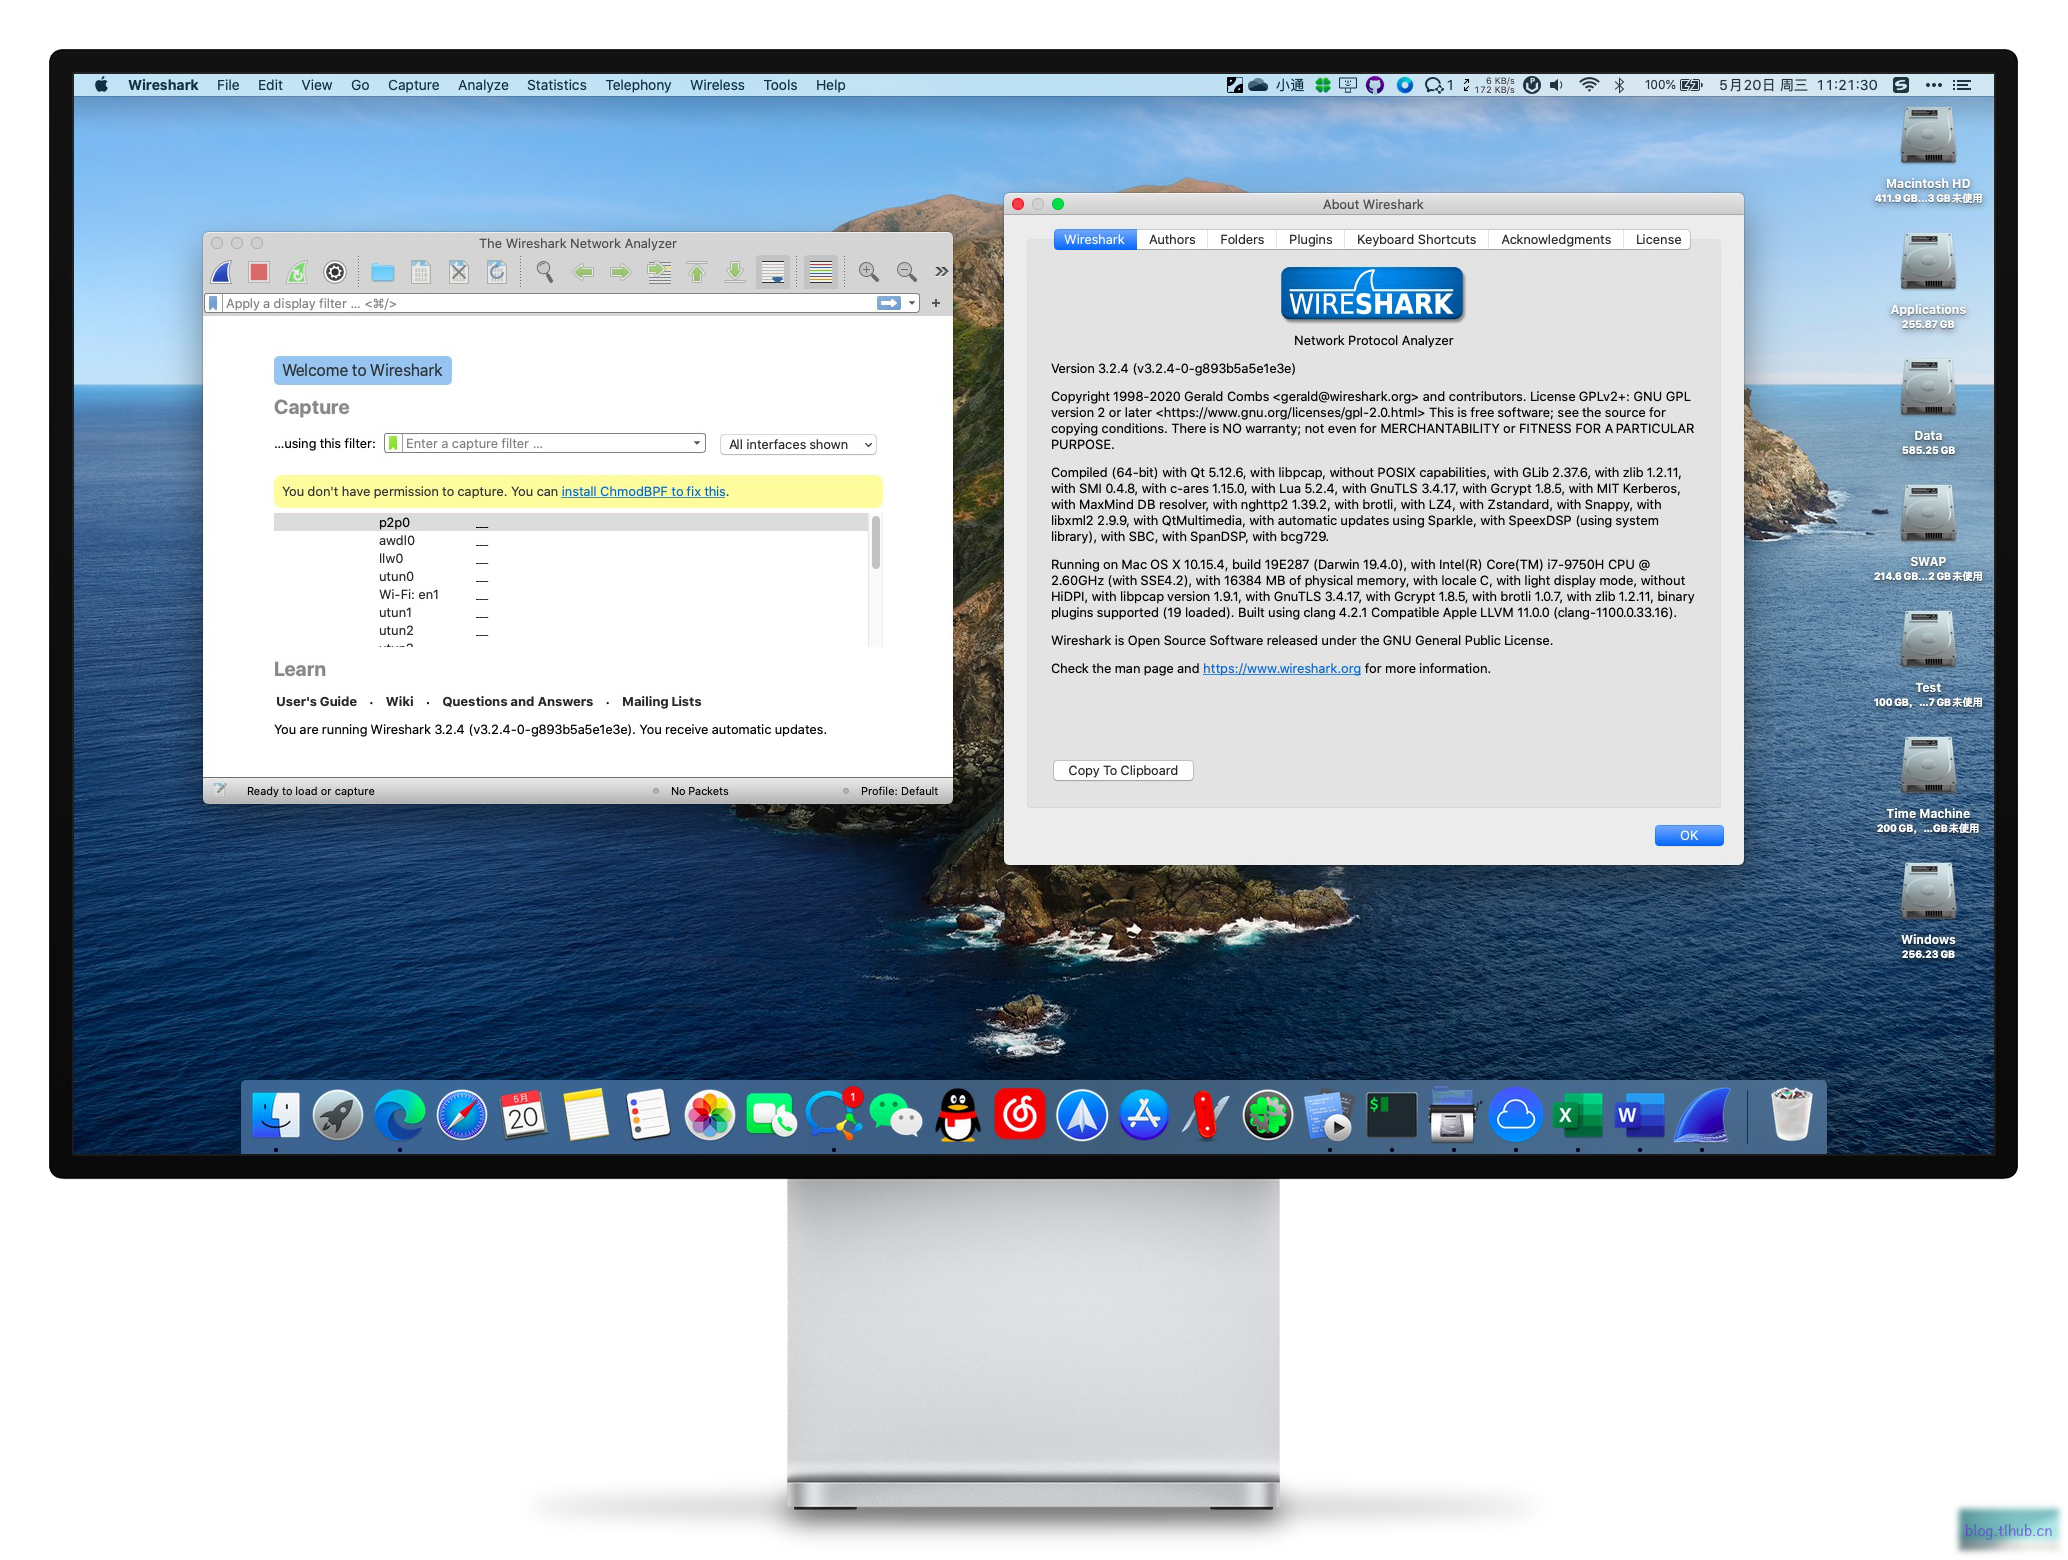 Wireshark File Edit View Go Capture Analyze Statistics Telephony Wireless Tools Help
小通 1 6 KB/s 172 KB/s 100% 5月20日 周三 11:21:30
The Wireshark Network Analyzer
Apply a display filter ... <⌘/>
Welcome to Wireshark
Capture
...using this filter: Enter a capture filter ... All interfaces shown
You don't have permission to capture. You can install ChmodBPF to fix this.
p2p0
awdl0
llw0
utun0
Wi-Fi: en1
utun1
utun2
Learn
User's Guide · Wiki · Questions and Answers · Mailing Lists
You are running Wireshark 3.2.4 (v3.2.4-0-g893b5a5e1e3e). You receive automatic updates.
Ready to load or capture No Packets Profile: Default
About Wireshark
Wireshark Authors Folders Plugins Keyboard Shortcuts Acknowledgments License
WIRESHARK
Network Protocol Analyzer
Version 3.2.4 (v3.2.4-0-g893b5a5e1e3e)
Copyright 1998-2020 Gerald Combs <gerald@wireshark.org> and contributors. License GPLv2+: GNU GPL
version 2 or later <https://www.gnu.org/licenses/gpl-2.0.html> This is free software; see the source for
copying conditions. There is NO warranty; not even for MERCHANTABILITY or FITNESS FOR A PARTICULAR
PURPOSE.
Compiled (64-bit) with Qt 5.12.6, with libpcap, without POSIX capabilities, with GLib 2.37.6, with zlib 1.2.11,
with SMI 0.4.8, with c-ares 1.15.0, with Lua 5.2.4, with GnuTLS 3.4.17, with Gcrypt 1.8.5, with MIT Kerberos,
with MaxMind DB resolver, with nghttp2 1.39.2, with brotli, with LZ4, with Zstandard, with Snappy, with
libxml2 2.9.9, with QtMultimedia, with automatic updates using Sparkle, with SpeexDSP (using system
library), with SBC, with SpanDSP, with bcg729.
Running on Mac OS X 10.15.4, build 19E287 (Darwin 19.4.0), with Intel(R) Core(TM) i7-9750H CPU @
2.60GHz (with SSE4.2), with 16384 MB of physical memory, with locale C, with light display mode, without
HiDPI, with libpcap version 1.9.1, with GnuTLS 3.4.17, with Gcrypt 1.8.5, with brotli 1.0.7, with zlib 1.2.11, binary
plugins supported (19 loaded). Built using clang 4.2.1 Compatible Apple LLVM 11.0.0 (clang-1100.0.33.16).
Wireshark is Open Source Software released under the GNU General Public License.
Check the man page and https://www.wireshark.org for more information.
Copy To Clipboard
OK
Macintosh HD
411.9 GB...3 GB 未使用
Applications
255.87 GB
Data
585.25 GB
SWAP
214.6 GB...2 GB 未使用
Test
100 GB, ...7 GB 未使用
Time Machine
200 GB, ...GB 未使用
Windows
256.23 GB
5月
20
1
$
X
W
blog.tlhub.cn